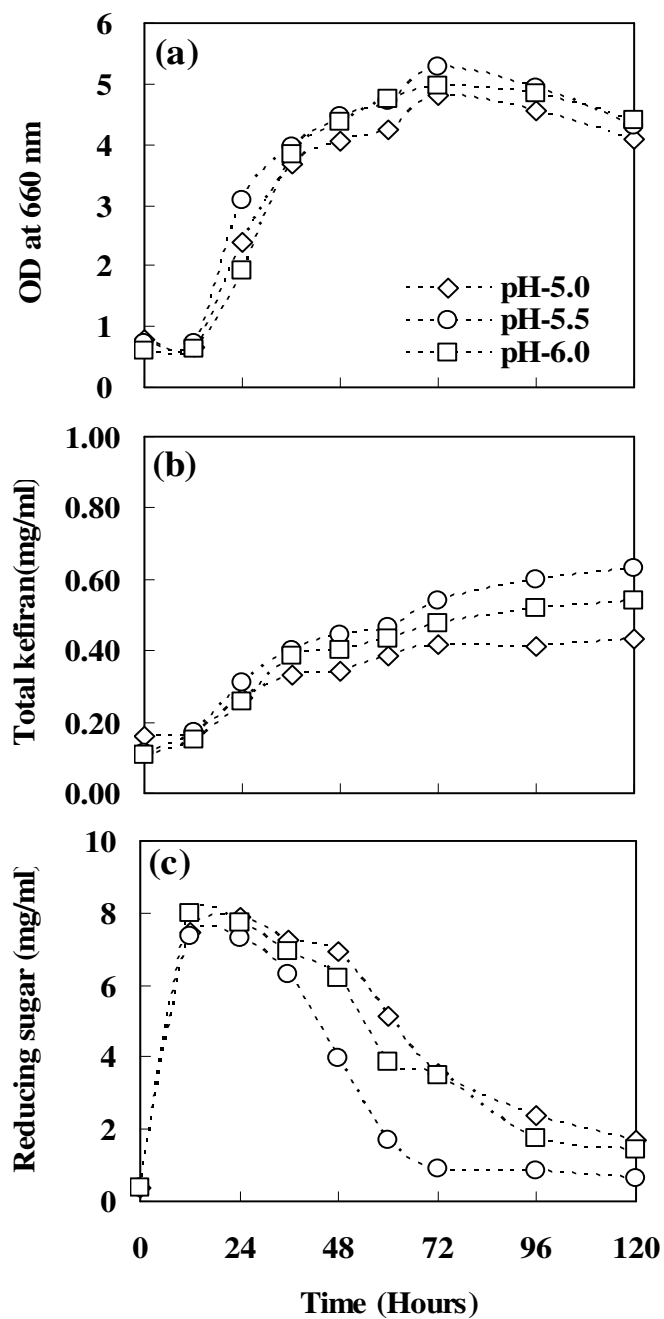 (a)
OD at 660 nm
6
5
4
3
2
1
0
pH-5.0
pH-5.5
pH-6.0
(b)
Total kefiran(mg/ml)
1.00
0.80
0.60
0.40
0.20
0.00
(c)
Reducing sugar (mg/ml)
10
8
6
4
2
0
0 24 48 72 96 120
Time (Hours)